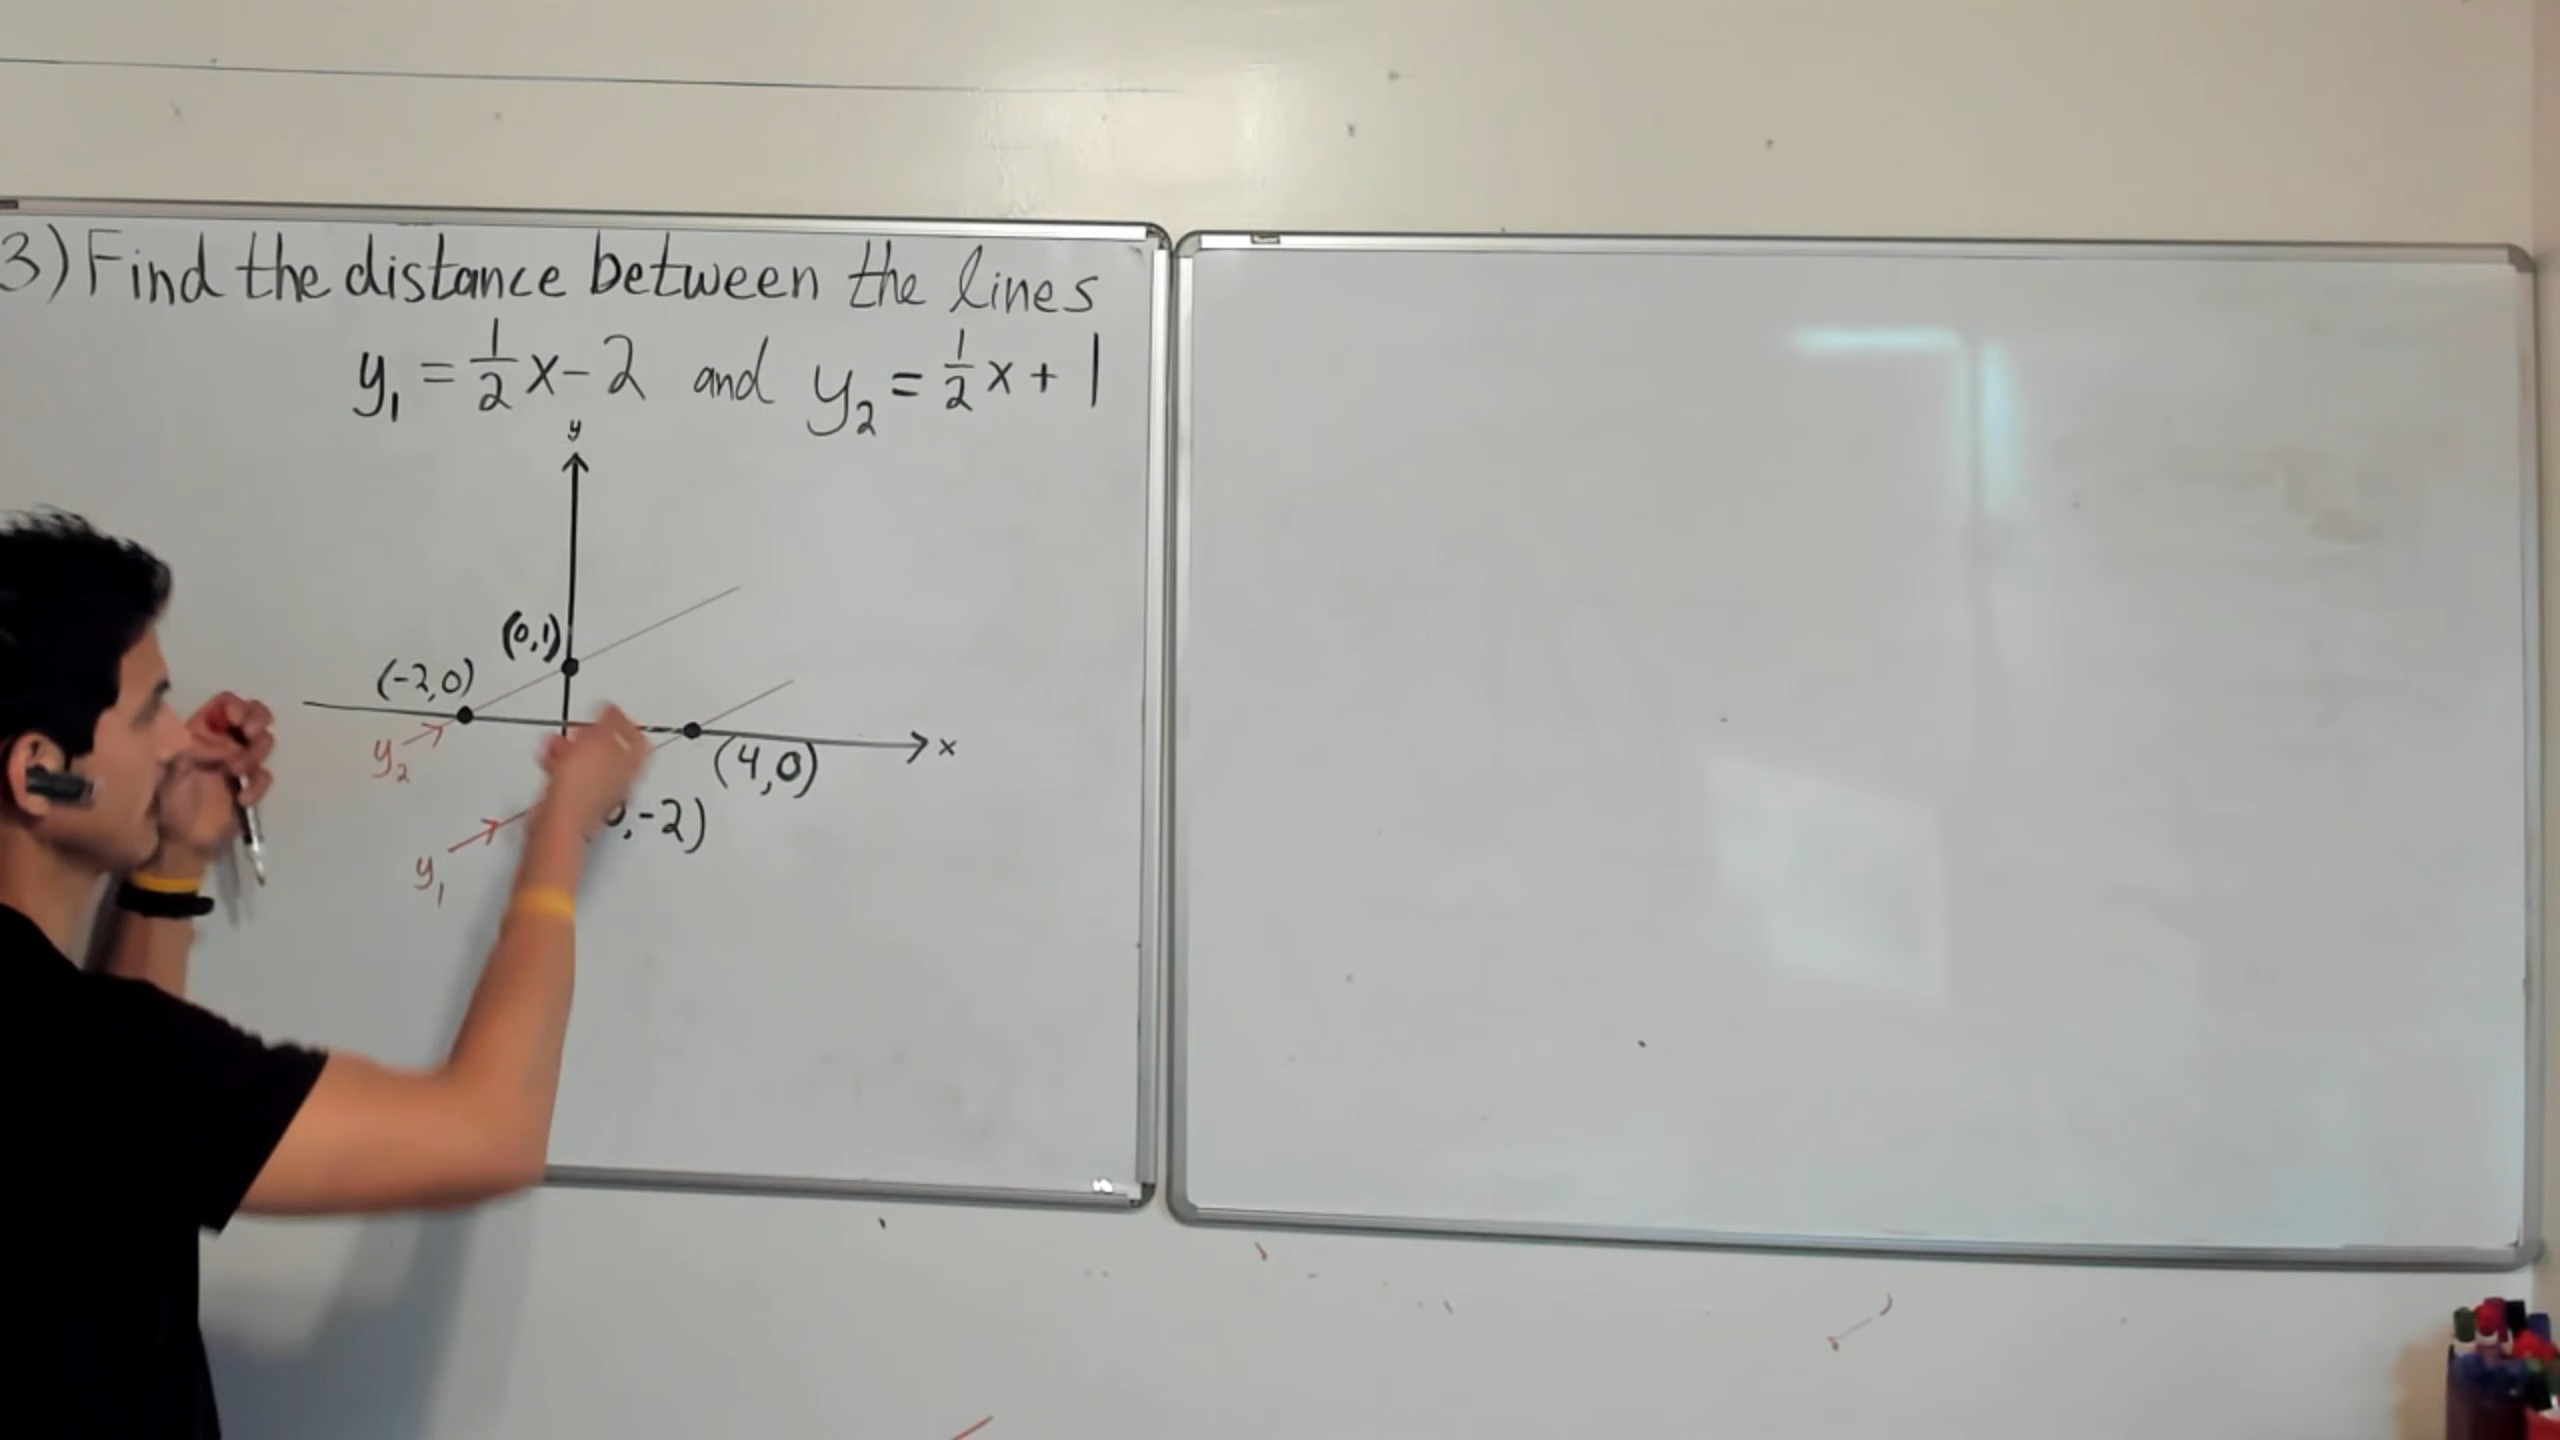 3) Find the distance between the lines
y₁ = 1/2 x - 2 and y₂ = 1/2 x + 1
y
(0,1)
(-2,0)
x
y₂
(4,0)
,-2)
y₁